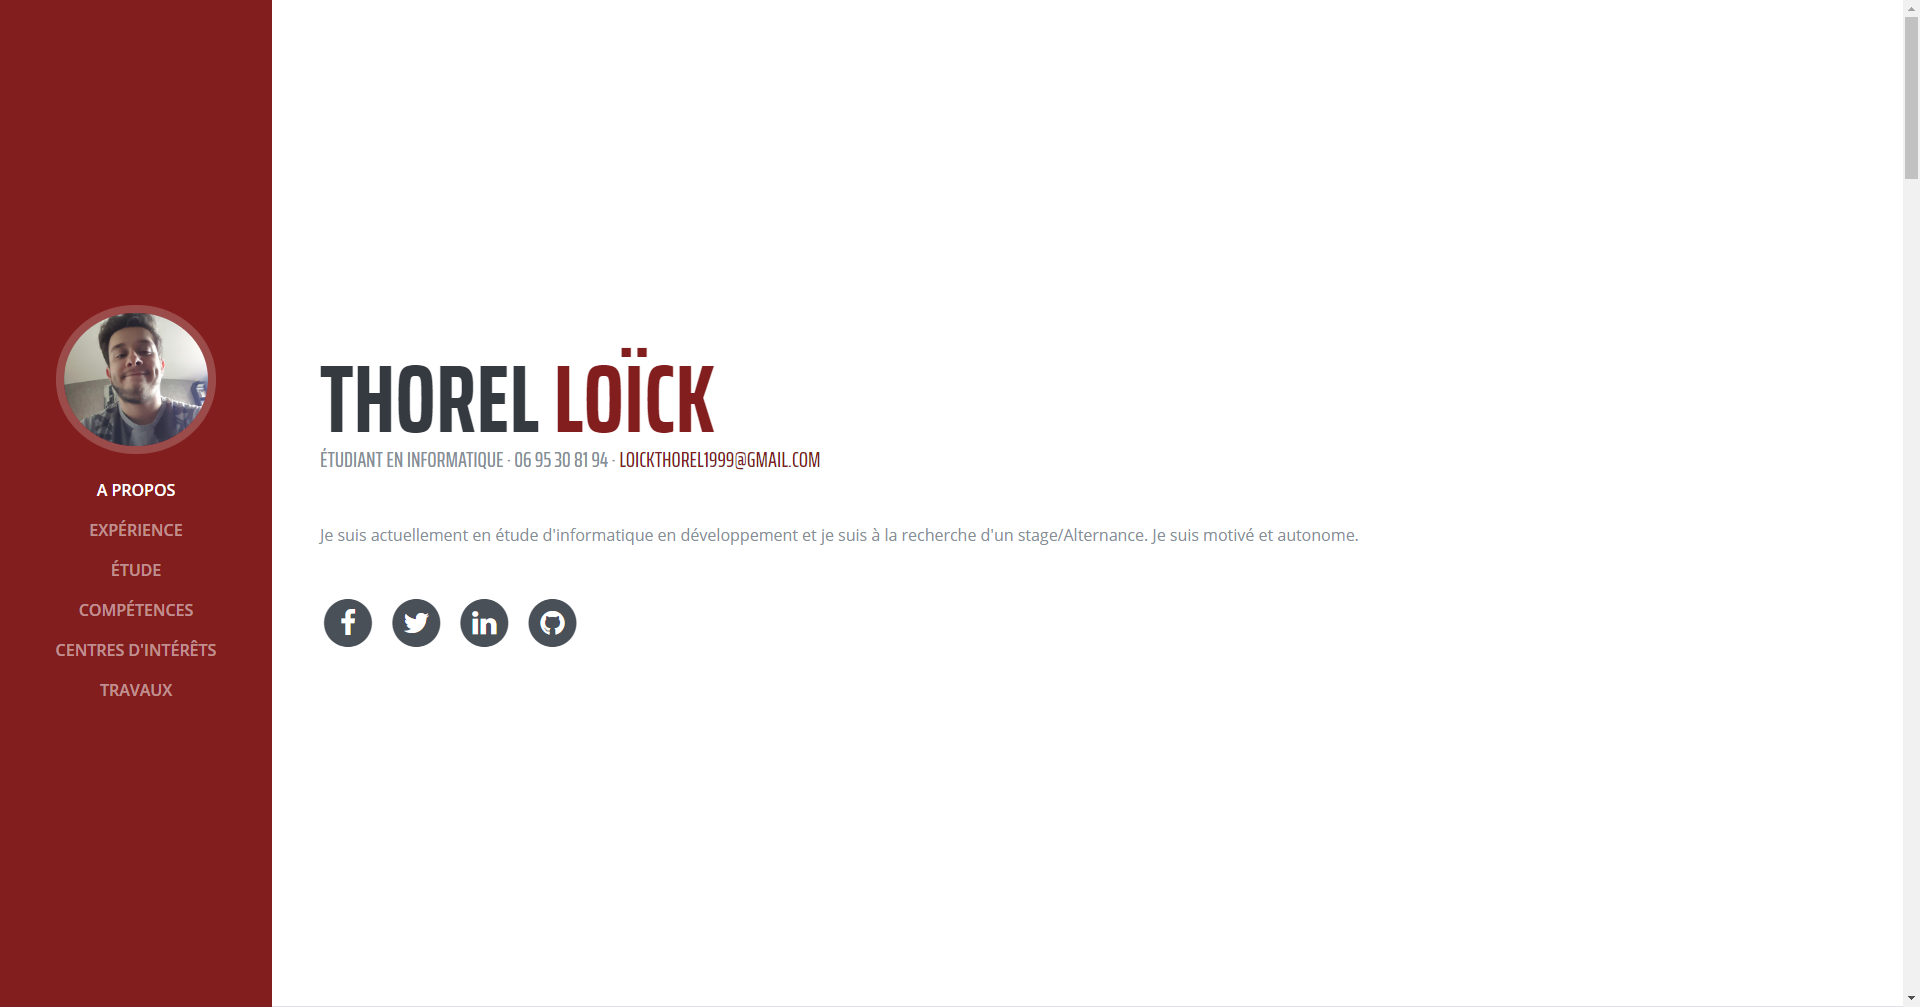 A PROPOS
EXPÉRIENCE
ÉTUDE
COMPÉTENCES
CENTRES D'INTÉRÊTS
TRAVAUX
THOREL LOÏCK
ÉTUDIANT EN INFORMATIQUE · 06 95 30 81 94 · LOICKTHOREL1999@GMAIL.COM
Je suis actuellement en étude d'informatique en développement et je suis à la recherche d'un stage/Alternance. Je suis motivé et autonome.